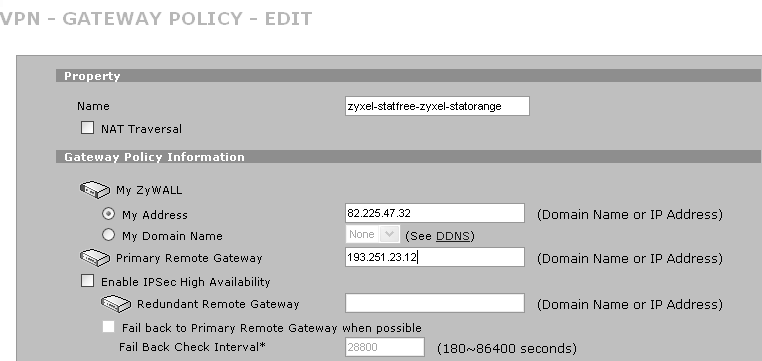 VPN - GATEWAY POLICY - EDIT
Property
Name zyxel-statfree-zyxel-statorange
NAT Traversal
Gateway Policy Information
My ZyWALL
My Address 82.225.47.32 (Domain Name or IP Address)
My Domain Name None (See DDNS)
Primary Remote Gateway 193.251.23.12 (Domain Name or IP Address)
Enable IPSec High Availability
Redundant Remote Gateway (Domain Name or IP Address)
Fail back to Primary Remote Gateway when possible
Fail Back Check Interval* 28800 (180~86400 seconds)